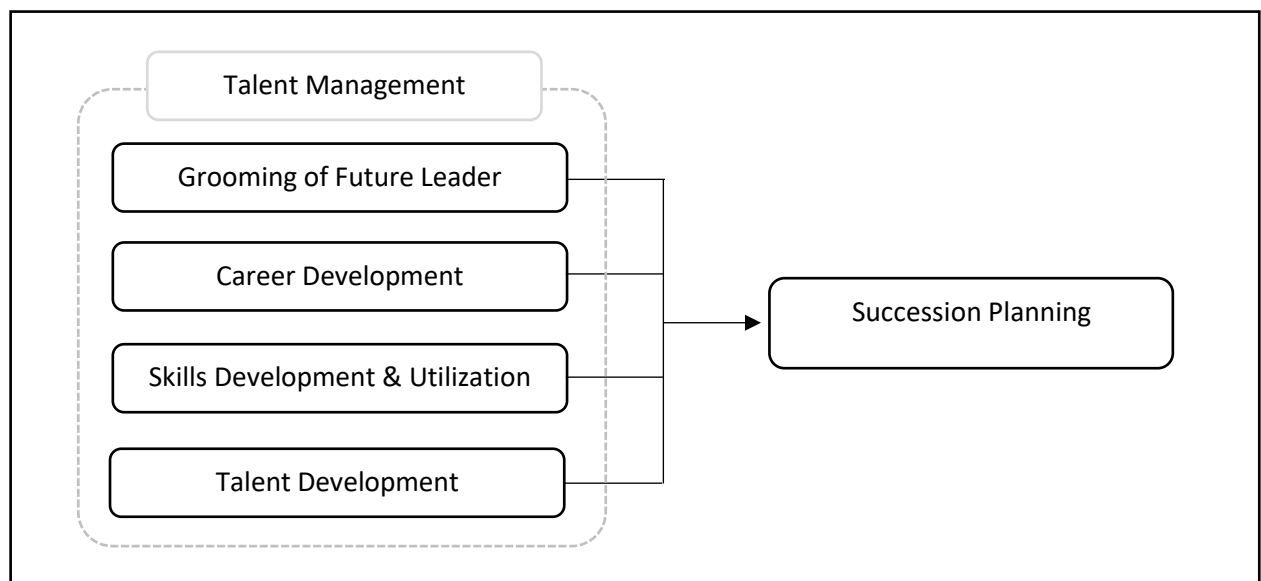 Talent Management
Grooming of Future Leader
Career Development
Skills Development & Utilization
Talent Development
Succession Planning